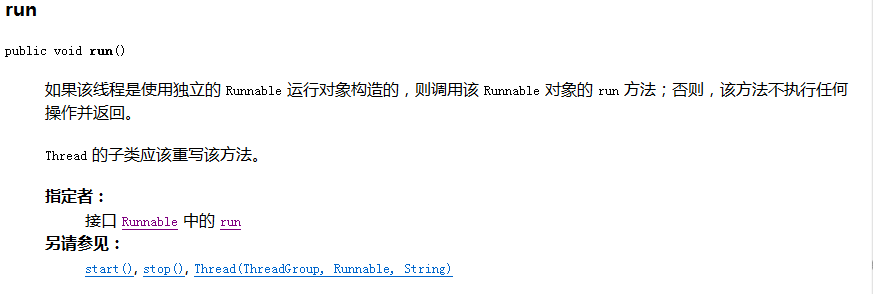 run
public void run()
如果该线程是使用独立的 Runnable 运行对象构造的，则调用该 Runnable 对象的 run 方法；否则，该方法不执行任何
操作并返回。
Thread 的子类应该重写该方法。
指定者：
接口 Runnable 中的 run
另请参见：
start(), stop(), Thread(ThreadGroup, Runnable, String)